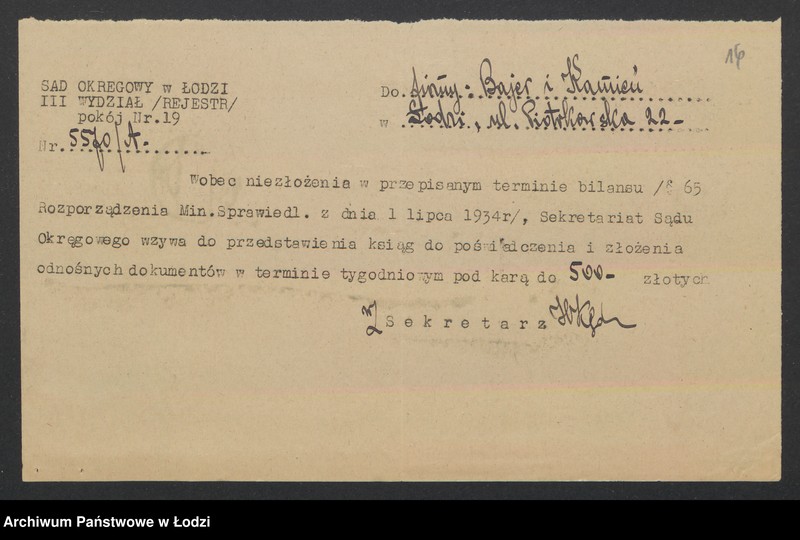 16
SAD OKREGOWY w ŁODZI
III WYDZIAŁ /REJESTR/
pokój Nr.19
Nr. 5570/A.
Do firmy: Bajer i Kamień
w Łodzi, ul. Piotrkowska 22-
Wobec niezłożenia w przepisanym terminie bilansu /§ 65
Rozporządzenia Min.Sprawiedl. z dnia 1 lipca 1934r/, Sekretariat Sądu
Okręgowego wzywa do przedstawienia ksiąg do poświadczenia i złożenia
odnośnych dokumentów w terminie tygodniowym pod karą do 500- złotych
Sekretarz
Archiwum Państwowe w Łodzi